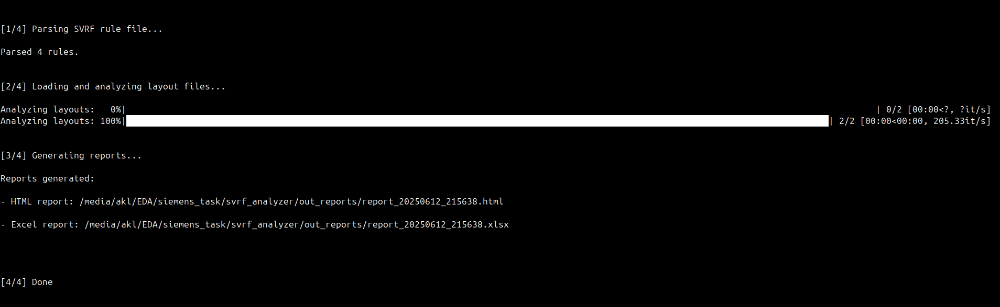 [1/4] Parsing SVRF rule file...
Parsed 4 rules.
[2/4] Loading and analyzing layout files...
Analyzing layouts:   0%|                                                                                                                                                | 0/2 [00:00<?, ?it/s]
Analyzing layouts: 100%|██████████████████████████████████████████████████████████████████████████████████████████████████████████████████████████████████████| 2/2 [00:00<00:00, 205.33it/s]
[3/4] Generating reports...
Reports generated:
- HTML report: /media/akl/EDA/siemens_task/svrf_analyzer/out_reports/report_20250612_215638.html
- Excel report: /media/akl/EDA/siemens_task/svrf_analyzer/out_reports/report_20250612_215638.xlsx
[4/4] Done